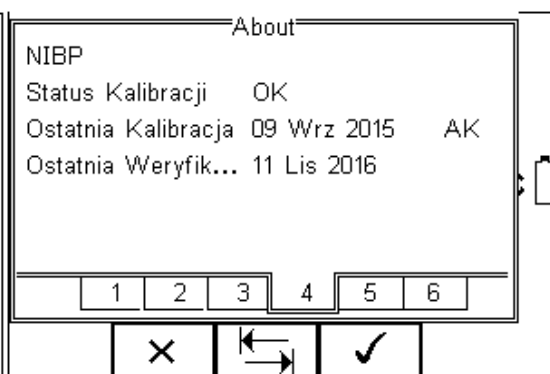 About
NIBP
Status Kalibracji OK
Ostatnia Kalibracja 09 Wrz 2015 AK
Ostatnia Weryfik... 11 Lis 2016
1 2 3 4 5 6